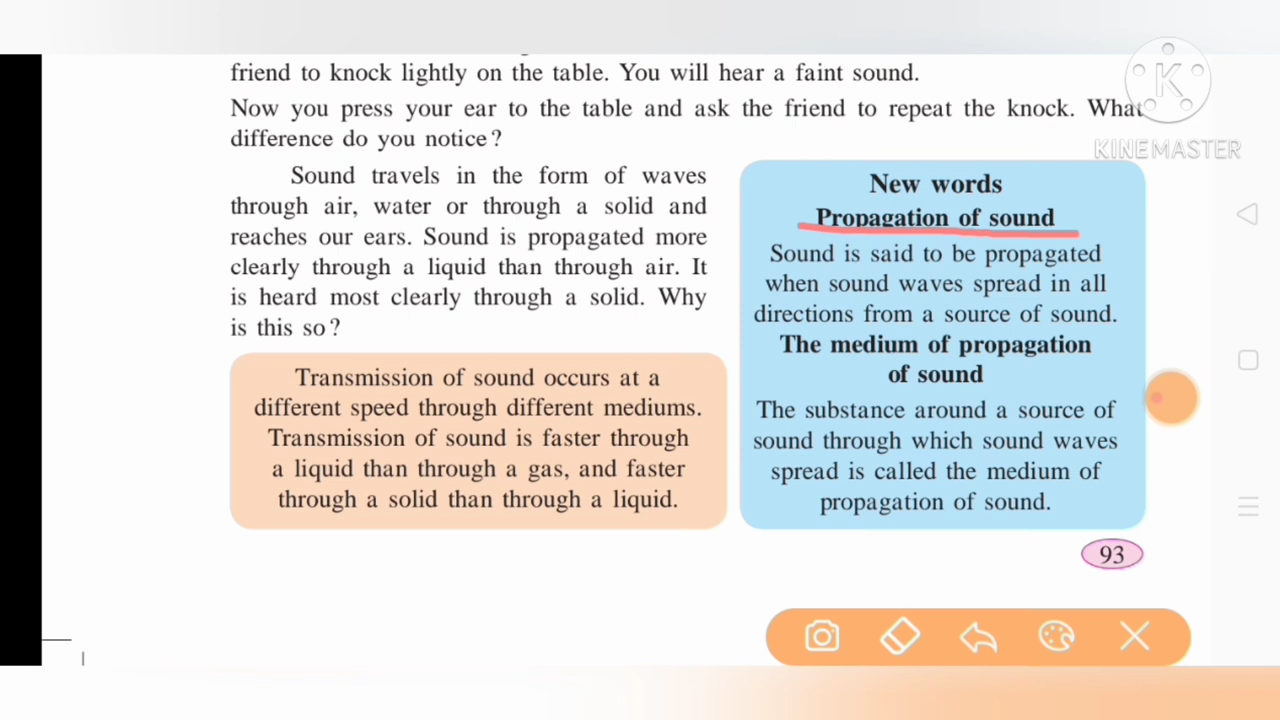 friend to knock lightly on the table. You will hear a faint sound.
Now you press your ear to the table and ask the friend to repeat the knock. What
difference do you notice?
Sound travels in the form of waves
through air, water or through a solid and
reaches our ears. Sound is propagated more
clearly through a liquid than through air. It
is heard most clearly through a solid. Why
is this so?
Transmission of sound occurs at a
different speed through different mediums.
Transmission of sound is faster through
a liquid than through a gas, and faster
through a solid than through a liquid.
New words
Propagation of sound
Sound is said to be propagated
when sound waves spread in all
directions from a source of sound.
The medium of propagation
of sound
The substance around a source of
sound through which sound waves
spread is called the medium of
propagation of sound.
93
K
KINEMASTER